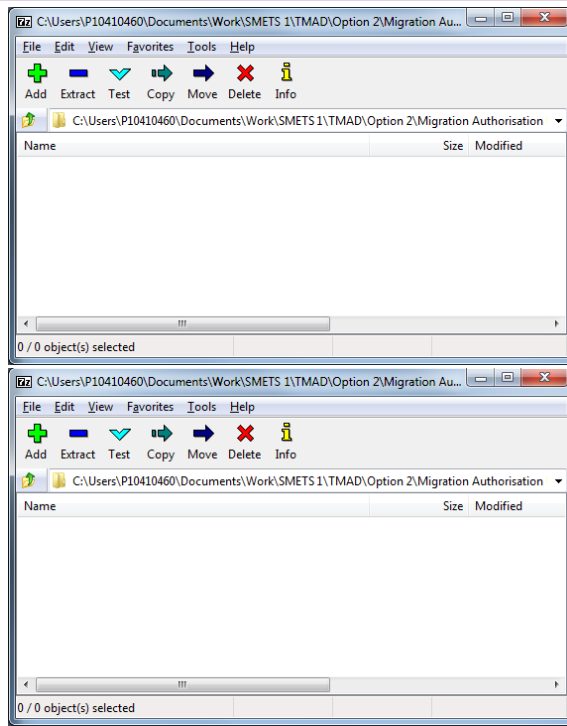 C:\Users\P10410460\Documents\Work\SMETS 1\TMAD\Option 2\Migration Au...
File Edit View Favorites Tools Help
Add Extract Test Copy Move Delete Info
C:\Users\P10410460\Documents\Work\SMETS 1\TMAD\Option 2\Migration Authorisation
Name Size Modified
0 / 0 object(s) selected
C:\Users\P10410460\Documents\Work\SMETS 1\TMAD\Option 2\Migration Au...
File Edit View Favorites Tools Help
Add Extract Test Copy Move Delete Info
C:\Users\P10410460\Documents\Work\SMETS 1\TMAD\Option 2\Migration Authorisation
Name Size Modified
0 / 0 object(s) selected